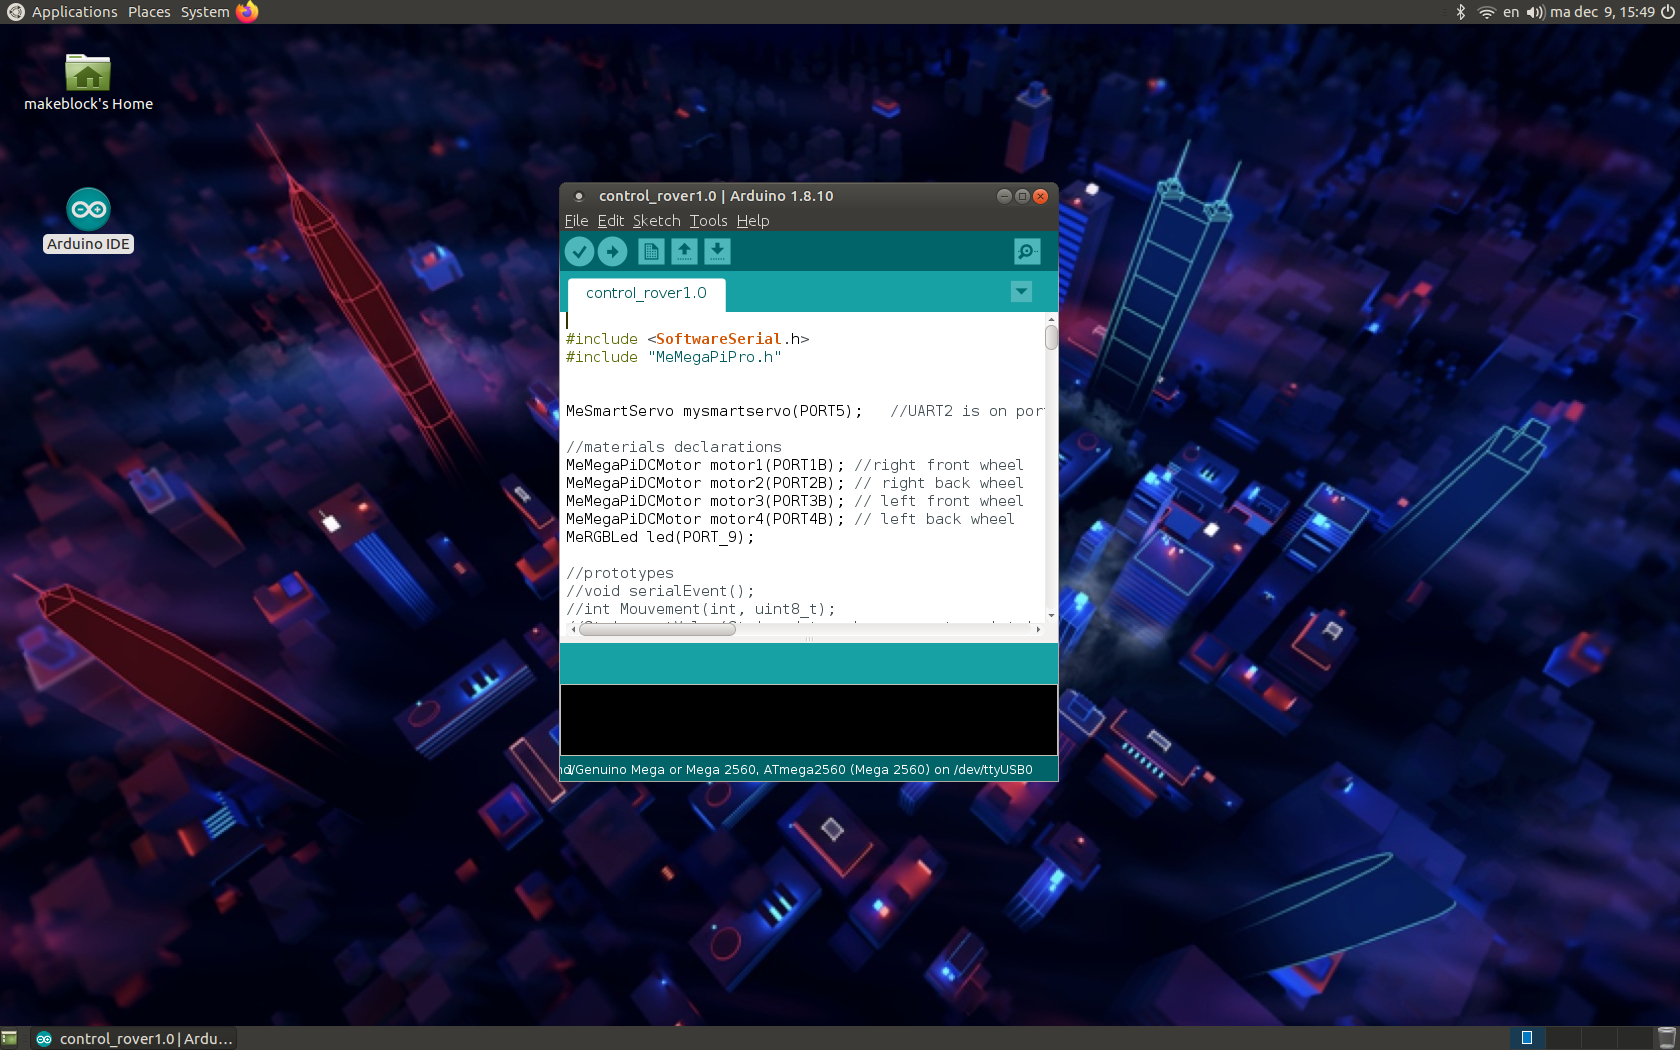 Applications Places System
en ma dec 9, 15:49
makeblock's Home
Arduino IDE
control_rover1.0 | Arduino 1.8.10
File Edit Sketch Tools Help
control_rover1.0
#include <SoftwareSerial.h>
#include "MeMegaPiPro.h"
MeSmartServo mysmartservo(PORT5); //UART2 is on por
//materials declarations
MeMegaPiDCMotor motor1(PORT1B); //right front wheel
MeMegaPiDCMotor motor2(PORT2B); // right back wheel
MeMegaPiDCMotor motor3(PORT3B); // left front wheel
MeMegaPiDCMotor motor4(PORT4B); // left back wheel
MeRGBLed led(PORT_9);
//prototypes
//void serialEvent();
//int Mouvement(int, uint8_t);
/Genuino Mega or Mega 2560, ATmega2560 (Mega 2560) on /dev/ttyUSB0
control_rover1.0 | Ardu...